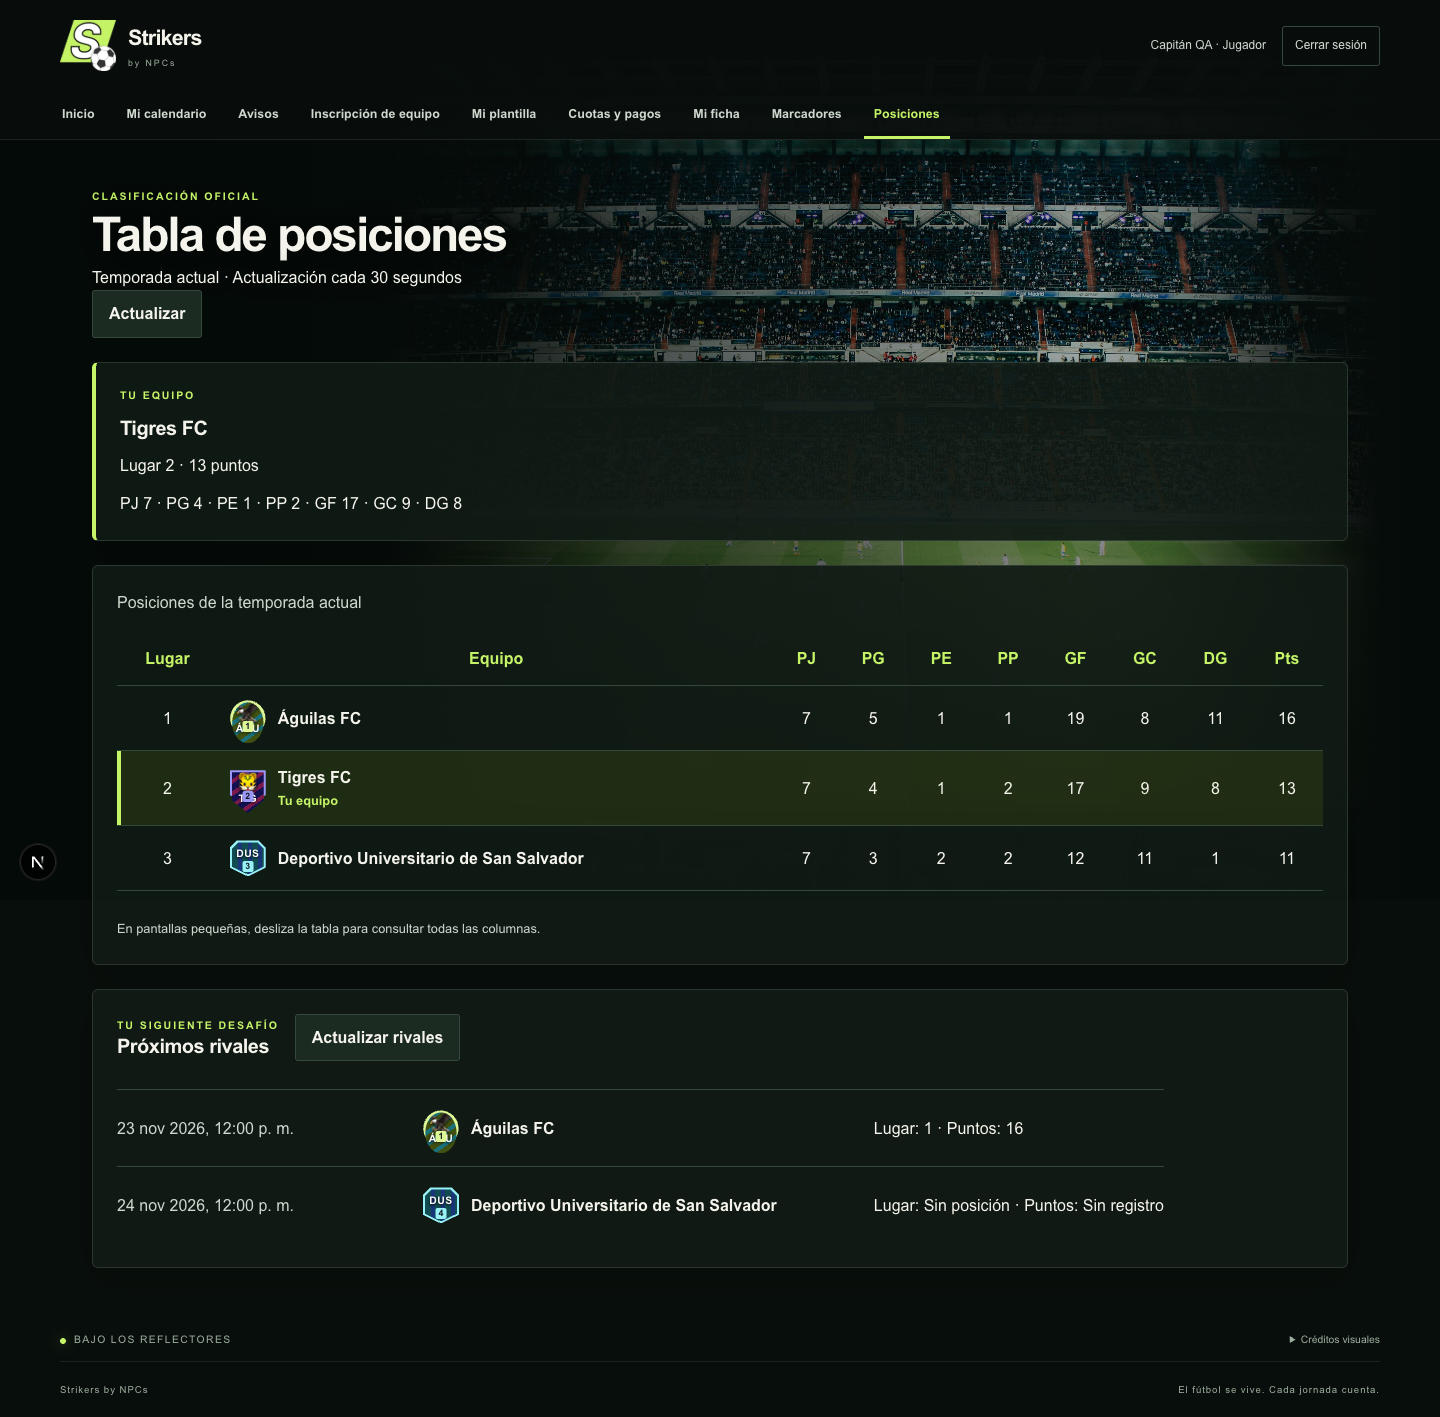 Strikers
by NPCs
Capitán QA · Jugador
Cerrar sesión
Inicio Mi calendario Avisos Inscripción de equipo Mi plantilla Cuotas y pagos Mi ficha Marcadores Posiciones
CLASIFICACIÓN OFICIAL
Tabla de posiciones
Temporada actual · Actualización cada 30 segundos
Actualizar
TU EQUIPO
Tigres FC
Lugar 2 · 13 puntos
PJ 7 · PG 4 · PE 1 · PP 2 · GF 17 · GC 9 · DG 8
Posiciones de la temporada actual
Lugar Equipo PJ PG PE PP GF GC DG Pts
1 Águilas FC 7 5 1 1 19 8 11 16
2 Tigres FC 7 4 1 2 17 9 8 13
Tu equipo
3 DUS 3 Deportivo Universitario de San Salvador 7 3 2 2 12 11 1 11
En pantallas pequeñas, desliza la tabla para consultar todas las columnas.
TU SIGUIENTE DESAFÍO
Próximos rivales
Actualizar rivales
23 nov 2026, 12:00 p. m. Águilas FC Lugar: 1 · Puntos: 16
24 nov 2026, 12:00 p. m. DUS 4 Deportivo Universitario de San Salvador Lugar: Sin posición · Puntos: Sin registro
BAJO LOS REFLECTORES
Créditos visuales
Strikers by NPCs
El fútbol se vive. Cada jornada cuenta.